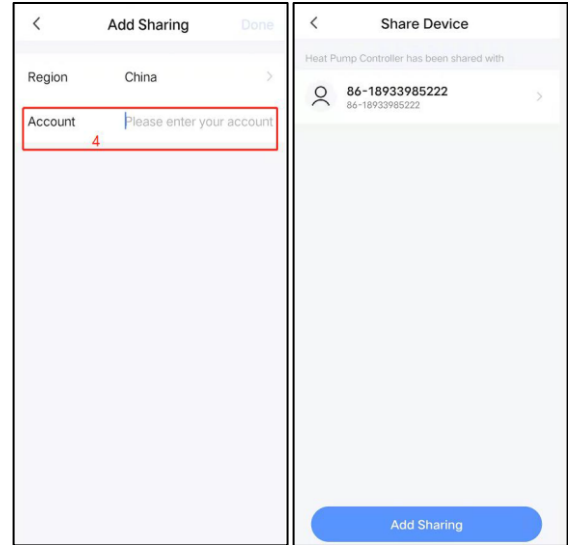 Add Sharing
Done
Region
China
Account
Please enter your account
4
Share Device
Heat Pump Controller has been shared with
86-18933985222
86-18933985222
Add Sharing